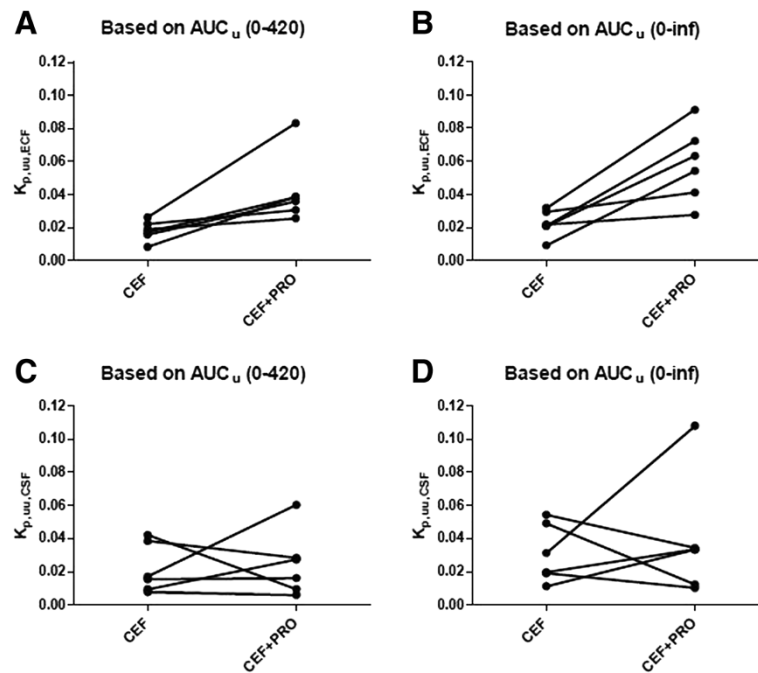 A
Based on AUCu (0-420)
Kp,uu,ECF
0.12
0.10
0.08
0.06
0.04
0.02
0.00
CEF
CEF+PRO
B
Based on AUCu (0-inf)
Kp,uu,ECF
0.12
0.10
0.08
0.06
0.04
0.02
0.00
CEF
CEF+PRO
C
Based on AUCu (0-420)
Kp,uu,CSF
0.12
0.10
0.08
0.06
0.04
0.02
0.00
CEF
CEF+PRO
D
Based on AUCu (0-inf)
Kp,uu,CSF
0.12
0.10
0.08
0.06
0.04
0.02
0.00
CEF
CEF+PRO